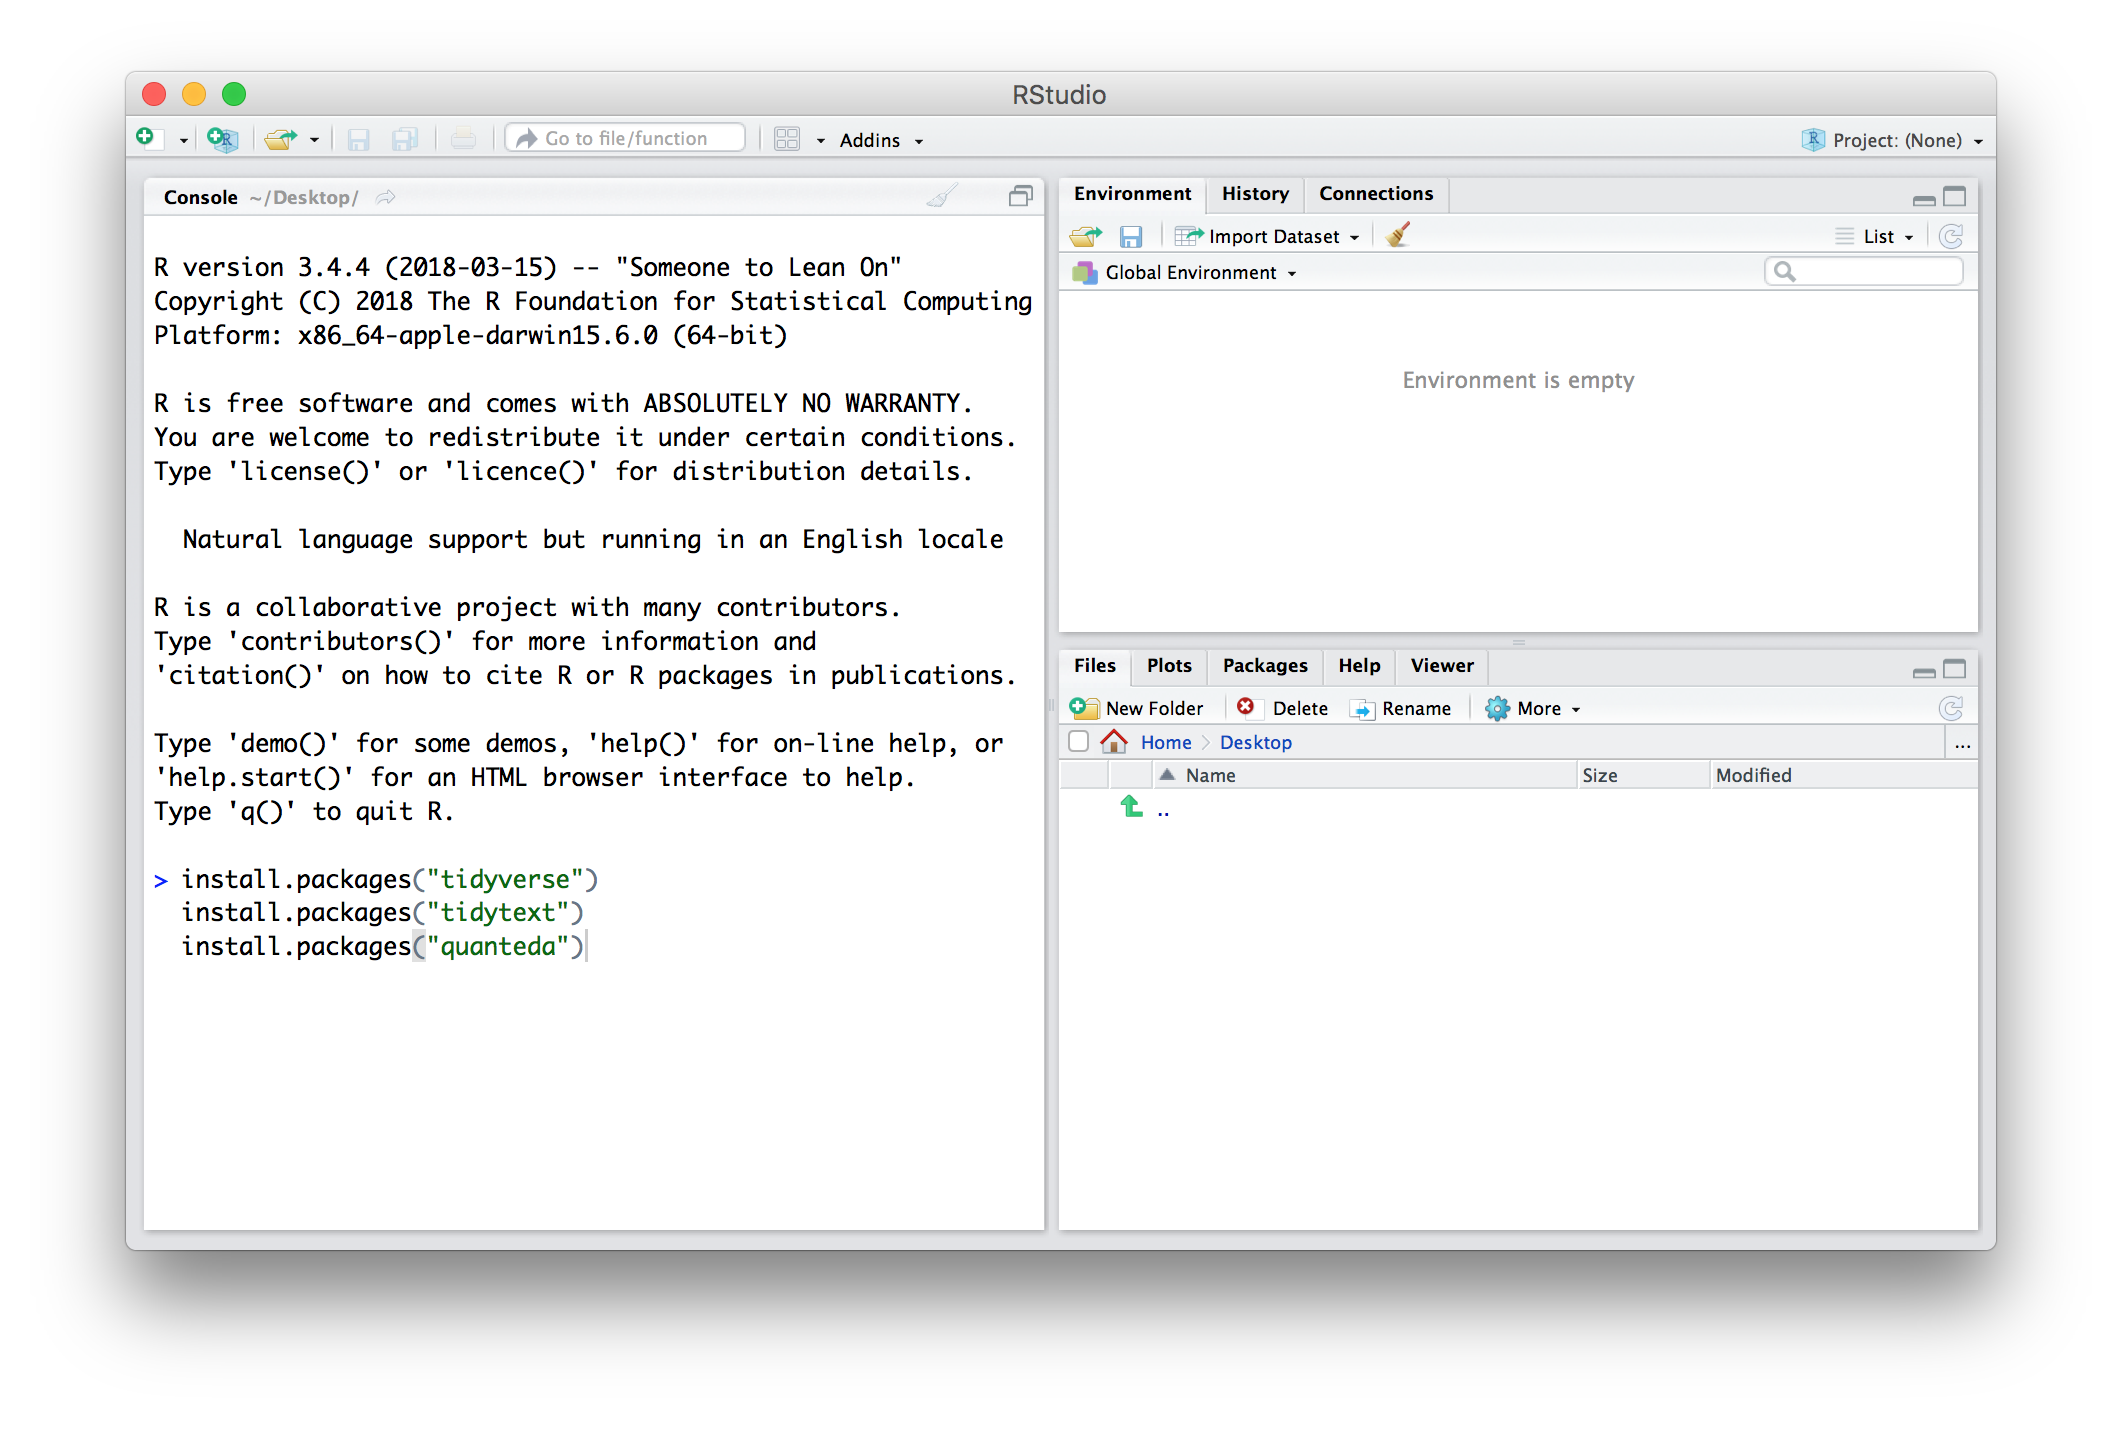 RStudio
Go to file/function
Addins
Project: (None)
Console ~/Desktop/
R version 3.4.4 (2018-03-15) -- "Someone to Lean On"
Copyright (C) 2018 The R Foundation for Statistical Computing
Platform: x86_64-apple-darwin15.6.0 (64-bit)
R is free software and comes with ABSOLUTELY NO WARRANTY.
You are welcome to redistribute it under certain conditions.
Type 'license()' or 'licence()' for distribution details.
Natural language support but running in an English locale
R is a collaborative project with many contributors.
Type 'contributors()' for more information and
'citation()' on how to cite R or R packages in publications.
Type 'demo()' for some demos, 'help()' for on-line help, or
'help.start()' for an HTML browser interface to help.
Type 'q()' to quit R.
> install.packages("tidyverse")
install.packages("tidytext")
install.packages("quanteda")
Environment History Connections
Import Dataset List
Global Environment
Environment is empty
Files Plots Packages Help Viewer
New Folder Delete Rename More
Home Desktop ...
Name Size Modified
..